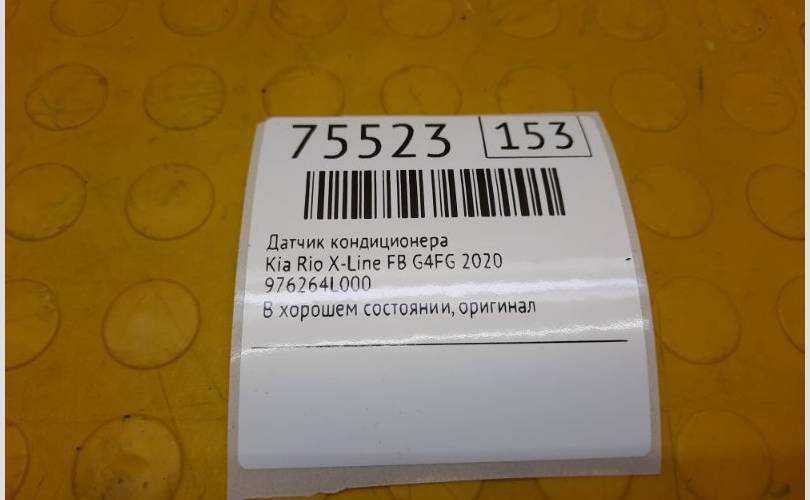 75523 153
Датчик кондиционера
Kia Rio X-Line FB G4FG 2020
976264L000
В хорошем состоянии, оригинал